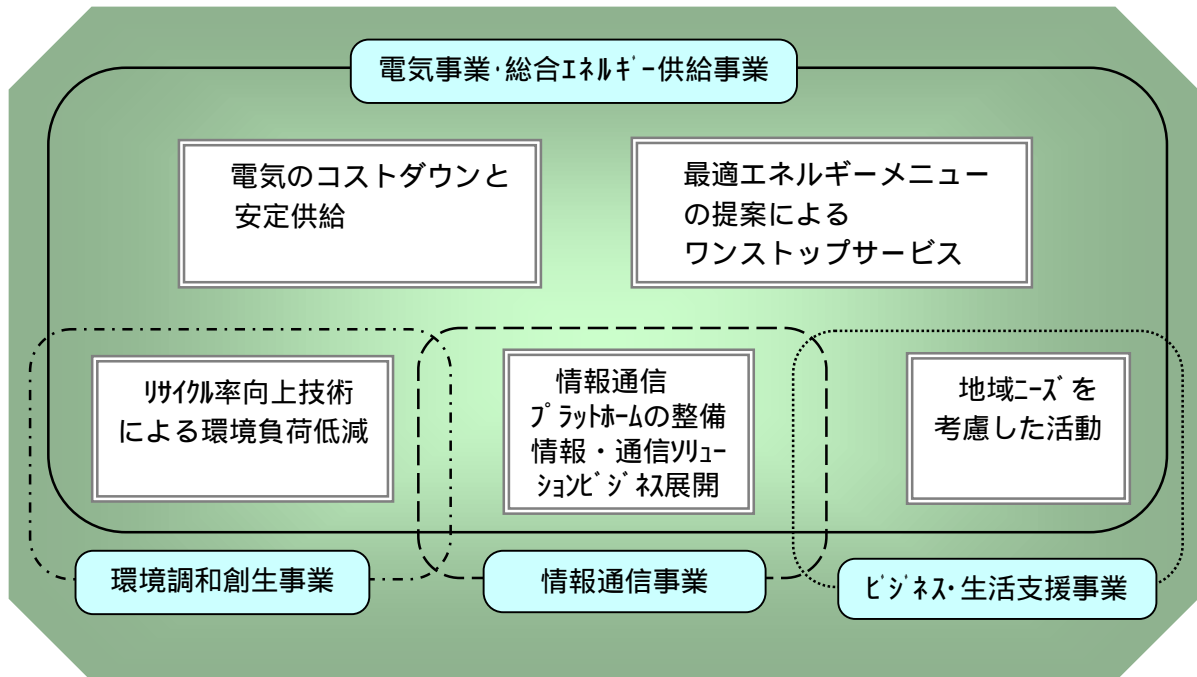 電気事業・総合ｴﾈﾙｷﾞｰ供給事業
電気のコストダウンと
安定供給
最適エネルギーメニュー
の提案による
ワンストップサービス
ﾘｻｲｸﾙ率向上技術
による環境負荷低減
情報通信
ﾌﾟﾗｯﾄﾎｰﾑの整備
情報・通信ｿﾘｭｰ
ｼｮﾝﾋﾞｼﾞﾈｽ展開
地域ﾆｰｽﾞを
考慮した活動
環境調和創生事業
情報通信事業
ﾋﾞｼﾞﾈｽ・生活支援事業